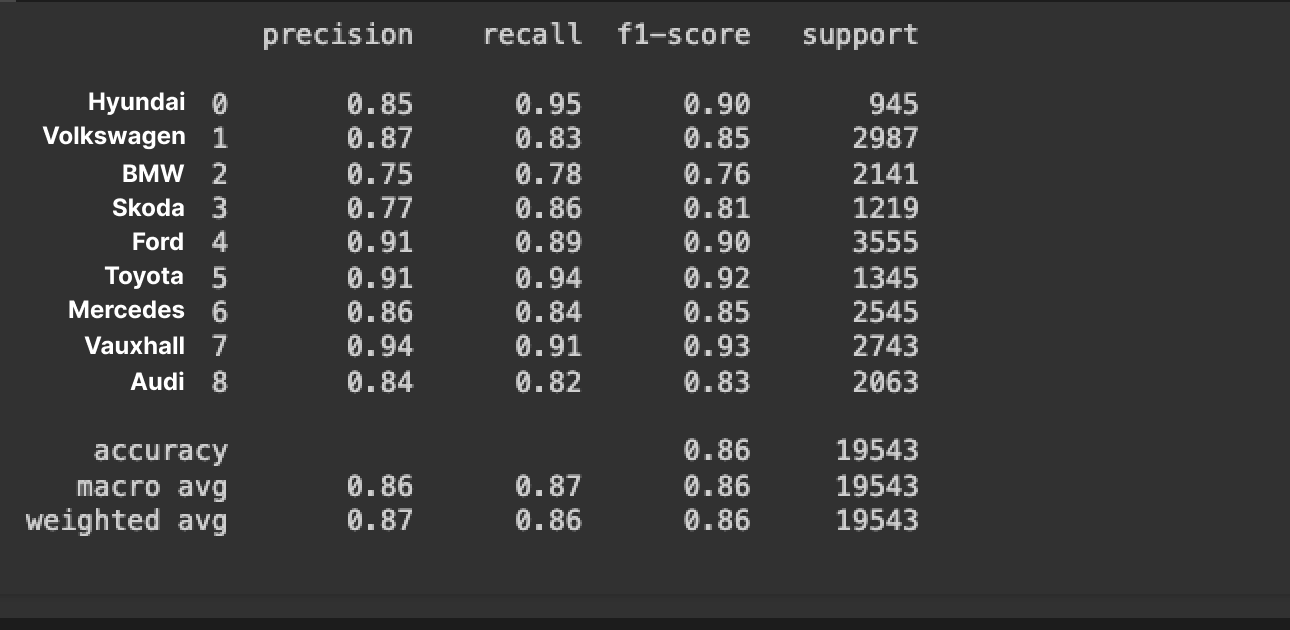 precision recall f1-score support
Hyundai 0 0.85 0.95 0.90 945
Volkswagen 1 0.87 0.83 0.85 2987
BMW 2 0.75 0.78 0.76 2141
Skoda 3 0.77 0.86 0.81 1219
Ford 4 0.91 0.89 0.90 3555
Toyota 5 0.91 0.94 0.92 1345
Mercedes 6 0.86 0.84 0.85 2545
Vauxhall 7 0.94 0.91 0.93 2743
Audi 8 0.84 0.82 0.83 2063
accuracy 0.86 19543
macro avg 0.86 0.87 0.86 19543
weighted avg 0.87 0.86 0.86 19543